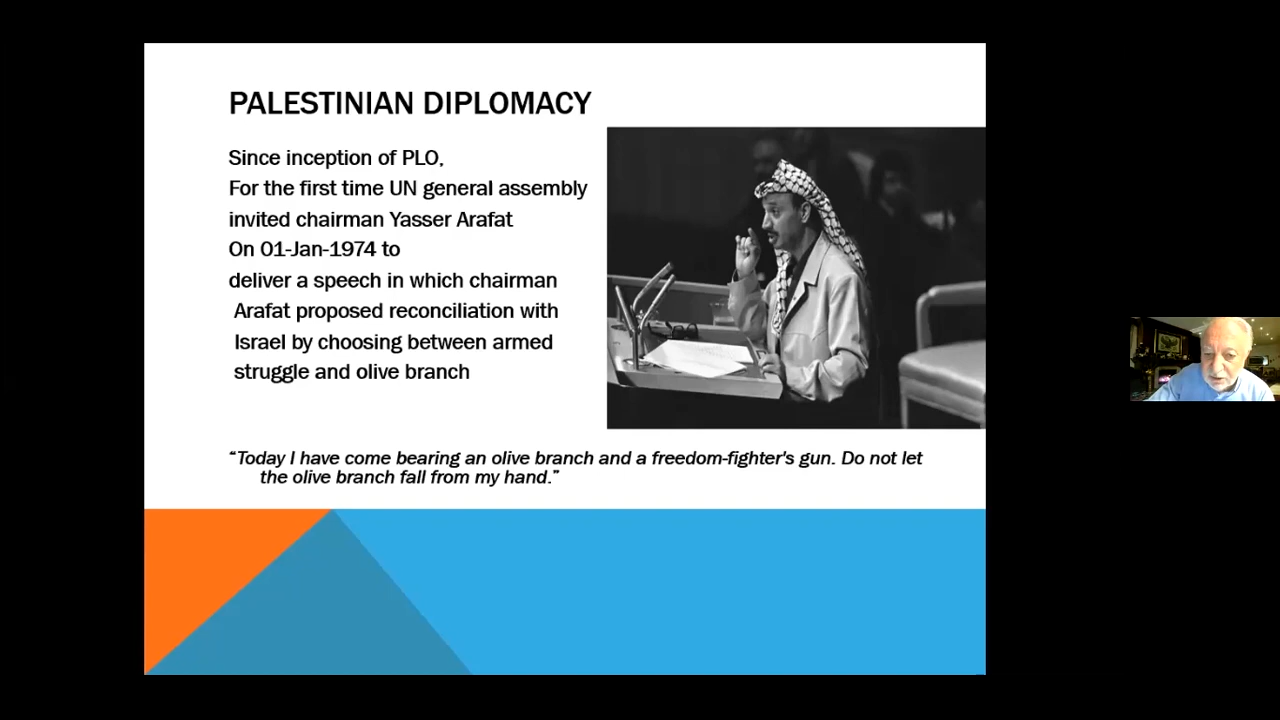 PALESTINIAN DIPLOMACY
Since inception of PLO,
For the first time UN general assembly
invited chairman Yasser Arafat
On 01-Jan-1974 to
deliver a speech in which chairman
Arafat proposed reconciliation with
Israel by choosing between armed
struggle and olive branch
“Today I have come bearing an olive branch and a freedom-fighter's gun. Do not let
the olive branch fall from my hand.”